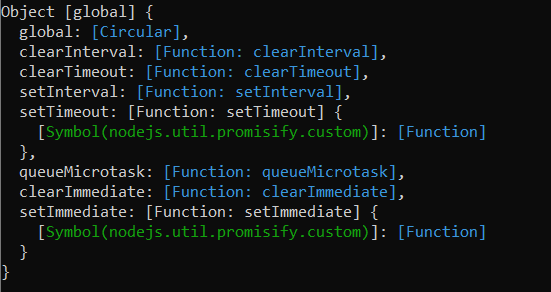 Object [global] {
  global: [Circular],
  clearInterval: [Function: clearInterval],
  clearTimeout: [Function: clearTimeout],
  setInterval: [Function: setInterval],
  setTimeout: [Function: setTimeout] {
    [Symbol(nodejs.util.promisify.custom)]: [Function]
  },
  queueMicrotask: [Function: queueMicrotask],
  clearImmediate: [Function: clearImmediate],
  setImmediate: [Function: setImmediate] {
    [Symbol(nodejs.util.promisify.custom)]: [Function]
  }
}